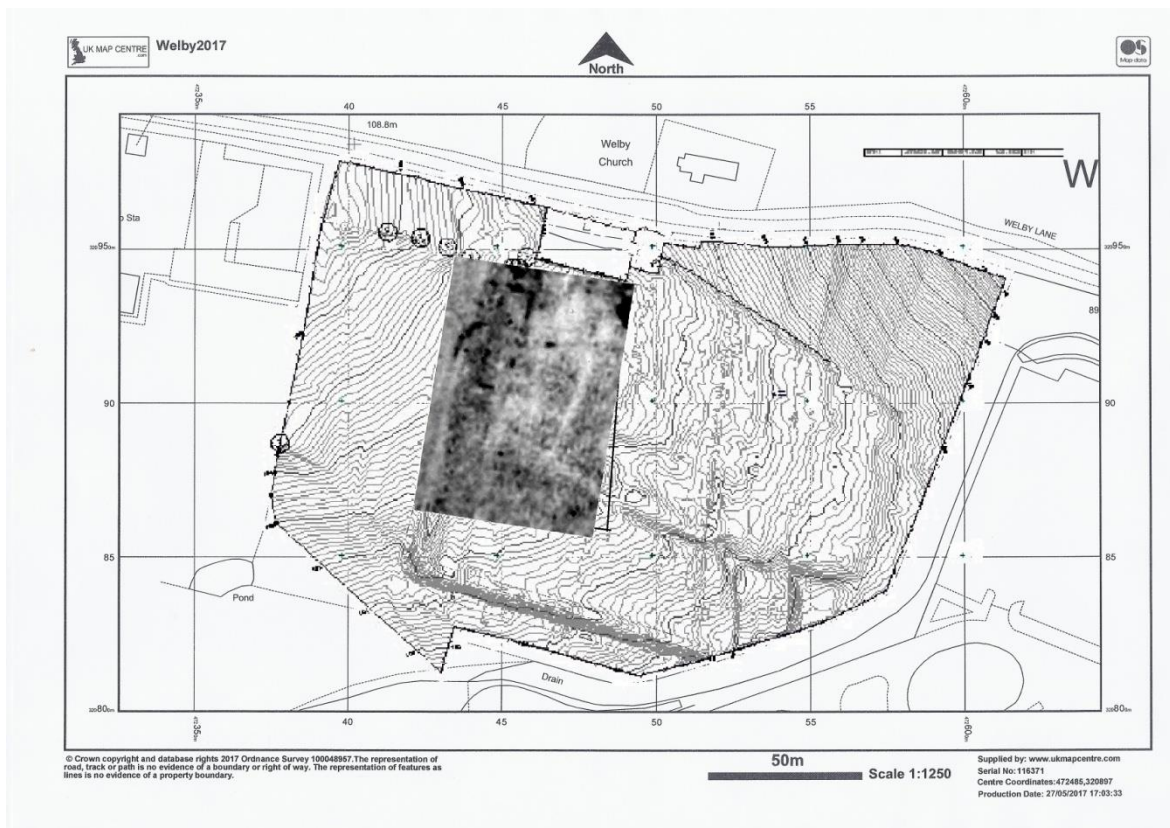 UK MAP CENTRE
.com
Welby2017
North
OS
Map data
40
45
50
55
108.8m
Welby
Church
W
o Sta
WELBY LANE
95
95
89
90
90
85
85
Pond
Drain
80
80
40
45
50
55
© Crown copyright and database rights 2017 Ordnance Survey 100048957.The representation of
road, track or path is no evidence of a boundary or right of way. The representation of features as
lines is no evidence of a property boundary.
50m
Scale 1:1250
Supplied by: www.ukmapcentre.com
Serial No:116371
Centre Coordinates:472485,320897
Production Date: 27/05/2017 17:03:33